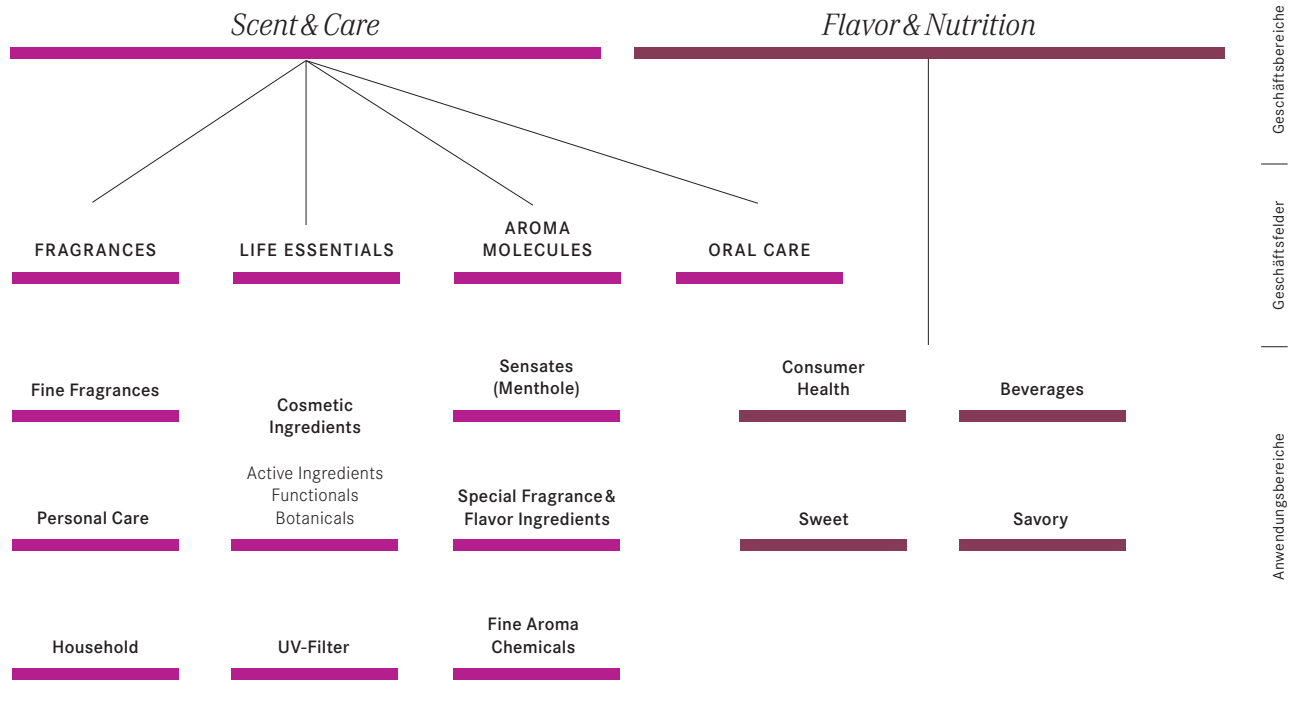 Scent & Care
Flavor & Nutrition
Geschäftsbereiche
FRAGRANCES
LIFE ESSENTIALS
AROMA
MOLECULES
ORAL CARE
Geschäftsfelder
Fine Fragrances
Cosmetic
Ingredients
Sensates
(Menthole)
Consumer
Health
Beverages
Personal Care
Active Ingredients
Functionals
Botanicals
Special Fragrance &
Flavor Ingredients
Sweet
Savory
Anwendungsbereiche
Household
UV-Filter
Fine Aroma
Chemicals